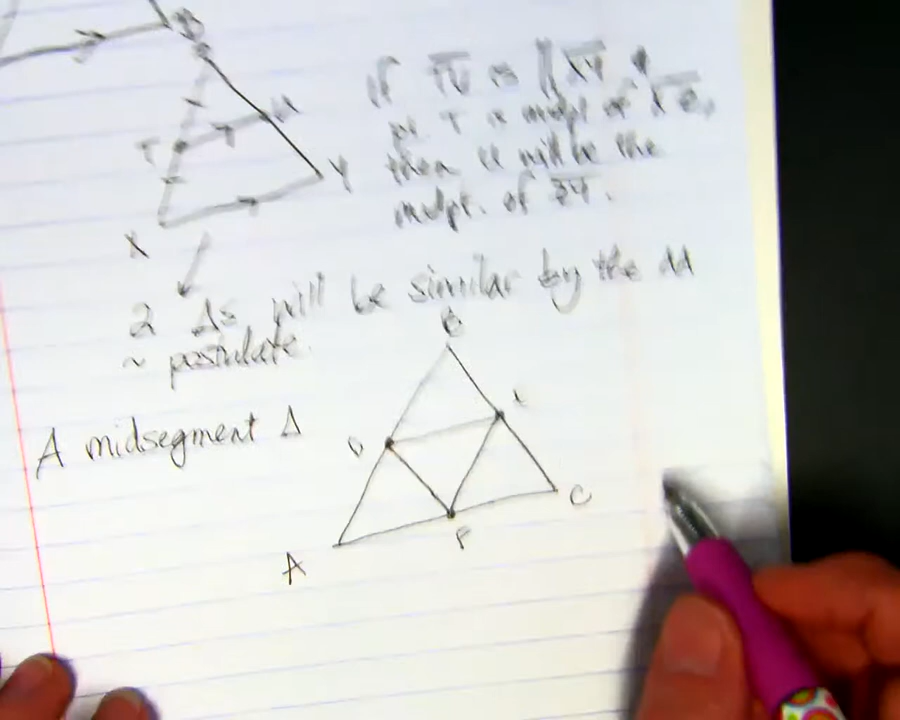 B
U
T
Y
X
If TU is || XY &
pt. T a midpt of XZ,
then U will be the
midpt. of ZY.
2 Δs will be similar by the AA
~ postulate.
B
A midsegment Δ
D
L
C
F
A